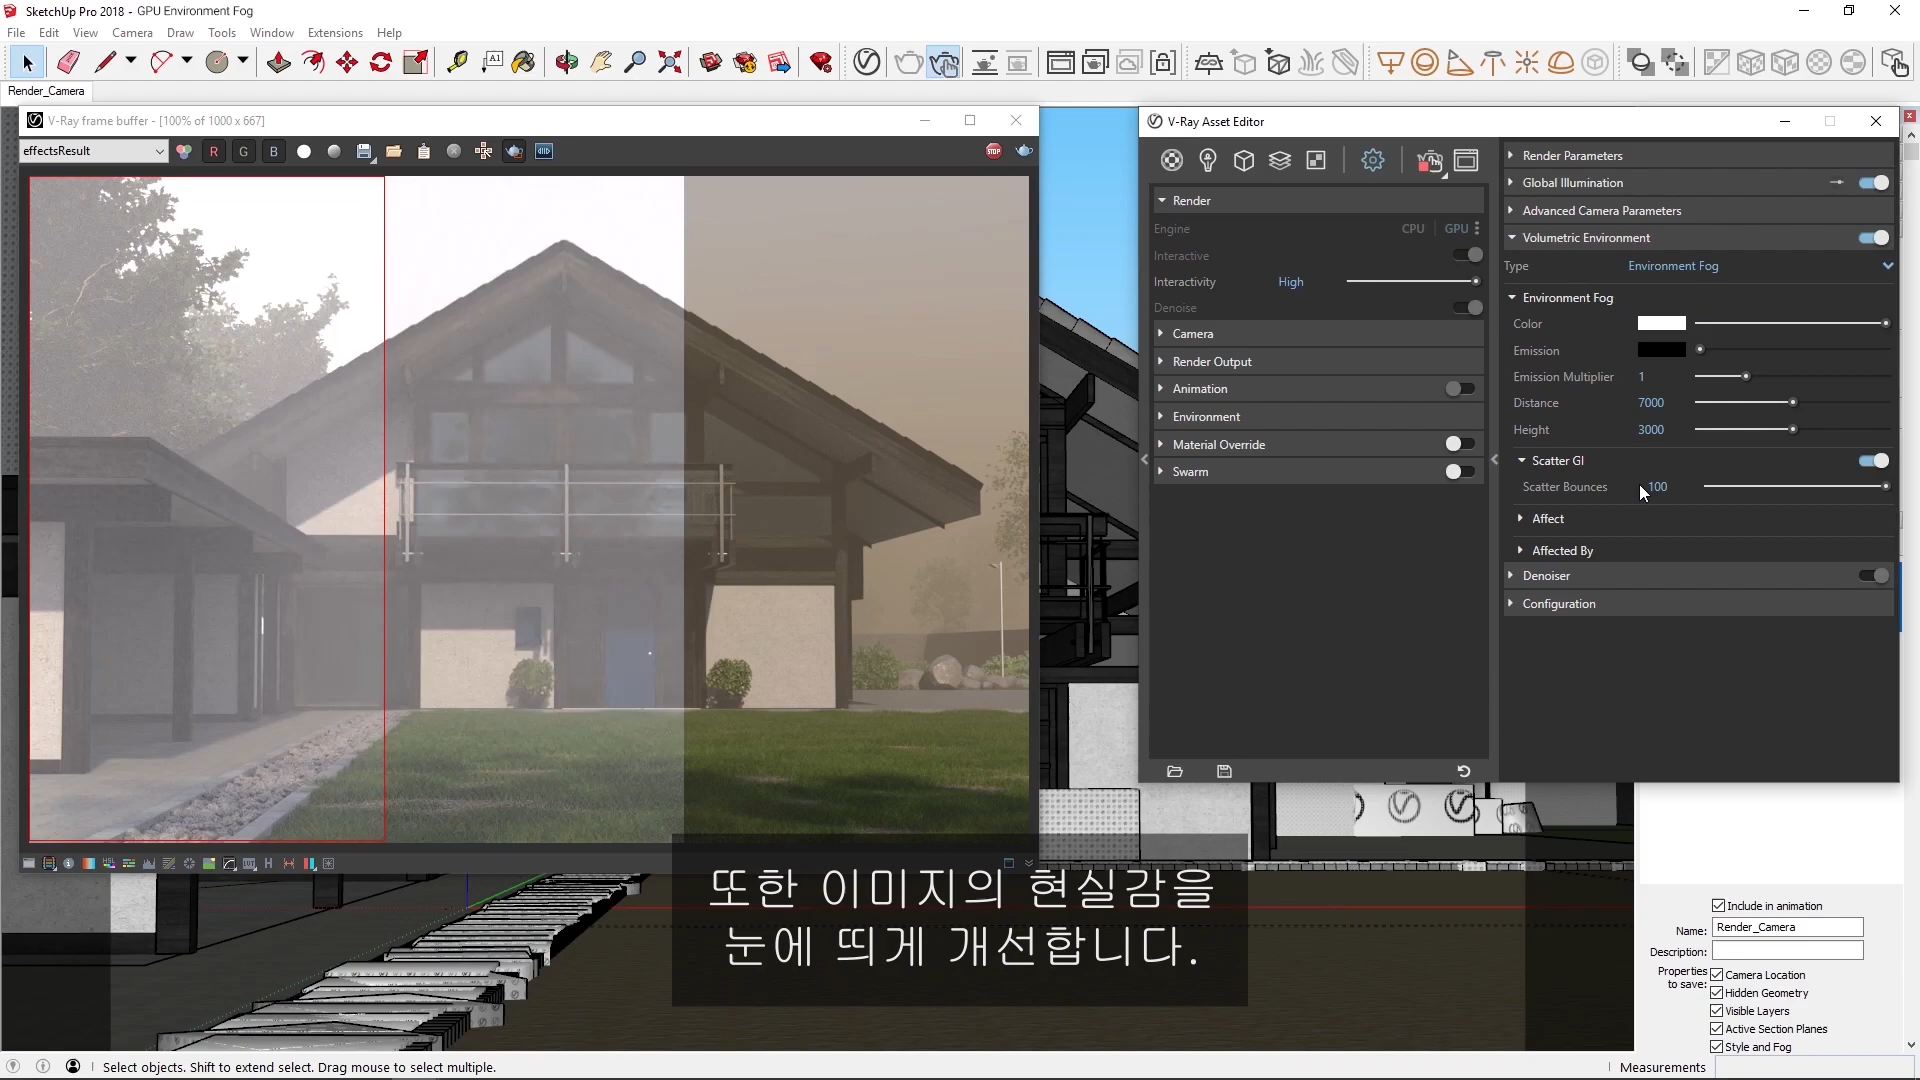 SketchUp Pro 2018 - GPU Environment Fog
File Edit View Camera Draw Tools Window Extensions Help
A1
Render_Camera
V-Ray frame buffer - [100% of 1000 x 667]
effectsResult
R G B
STOP
V-Ray Asset Editor
Render
Engine CPU GPU
Interactive
Interactivity High
Denoise
Camera
Render Output
Animation
Environment
Material Override
Swarm
Render Parameters
Global Illumination
Advanced Camera Parameters
Volumetric Environment
Type Environment Fog
Environment Fog
Color
Emission
Emission Multiplier 1
Distance 7000
Height 3000
Scatter GI
Scatter Bounces 100
Affect
Affected By
Denoiser
Configuration
H
또한 이미지의 현실감을
눈에 띄게 개선합니다.
Include in animation
Name: Render_Camera
Description:
Properties
to save:
Camera Location
Hidden Geometry
Visible Layers
Active Section Planes
Style and Fog
Select objects. Shift to extend select. Drag mouse to select multiple.
Measurements